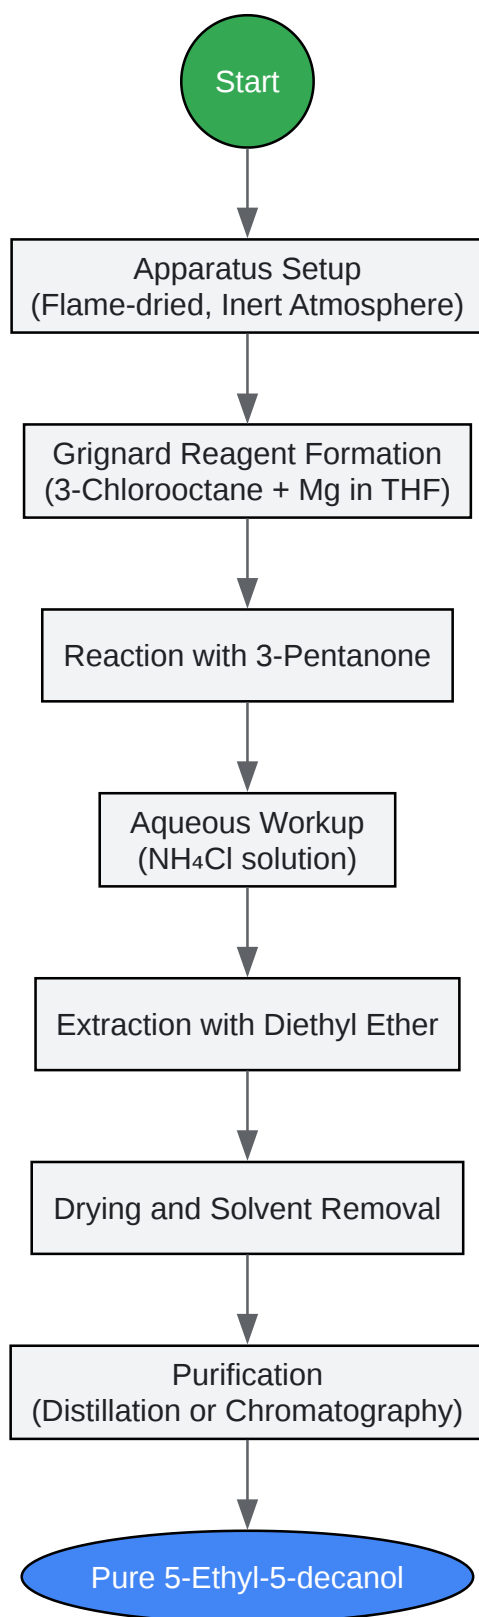 Start
Apparatus Setup
(Flame-dried, Inert Atmosphere)
Grignard Reagent Formation
(3-Chlorooctane + Mg in THF)
Reaction with 3-Pentanone
Aqueous Workup
(NH₄Cl solution)
Extraction with Diethyl Ether
Drying and Solvent Removal
Purification
(Distillation or Chromatography)
Pure 5-Ethyl-5-decanol